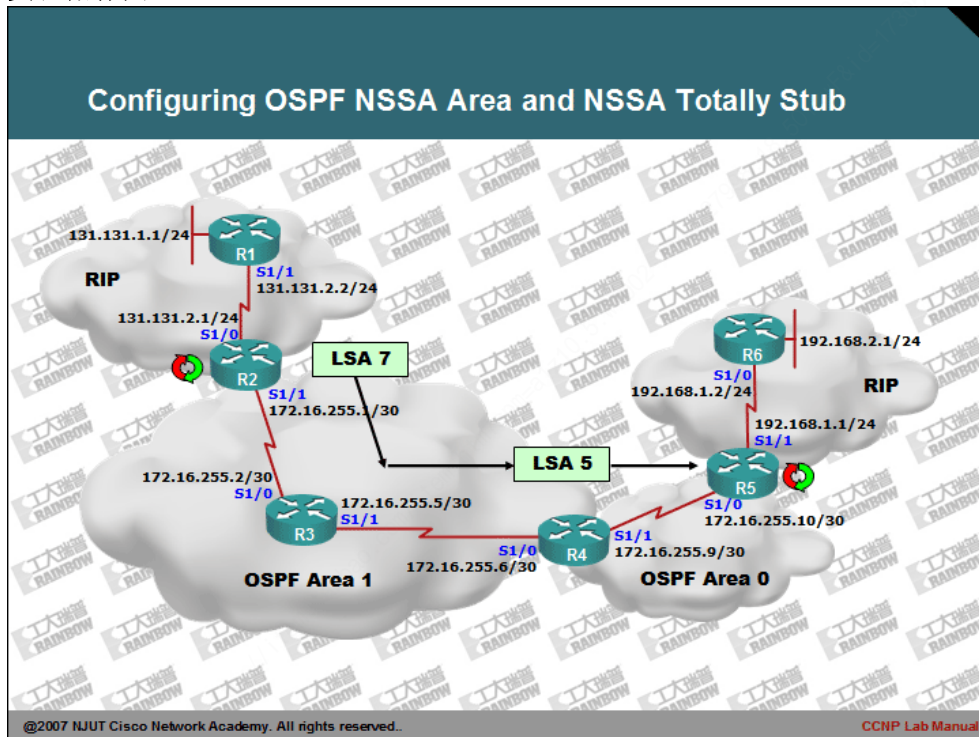 Configuring OSPF NSSA Area and NSSA Totally Stub
131.131.1.1/24
R1
RIP
S1/1
131.131.2.2/24
131.131.2.1/24
S1/0
R2
LSA 7
S1/1
172.16.255.1/30
R6
192.168.2.1/24
S1/0
192.168.1.2/24
RIP
192.168.1.1/24
S1/1
LSA 5
R5
S1/0
172.16.255.10/30
172.16.255.2/30
S1/0
172.16.255.5/30
S1/1
R3
R4
S1/0
172.16.255.6/30
S1/1
172.16.255.9/30
OSPF Area 1
OSPF Area 0
工大瑞普
RAINBOW
@2007 NJUT Cisco Network Academy. All rights reserved..
CCNP Lab Manual